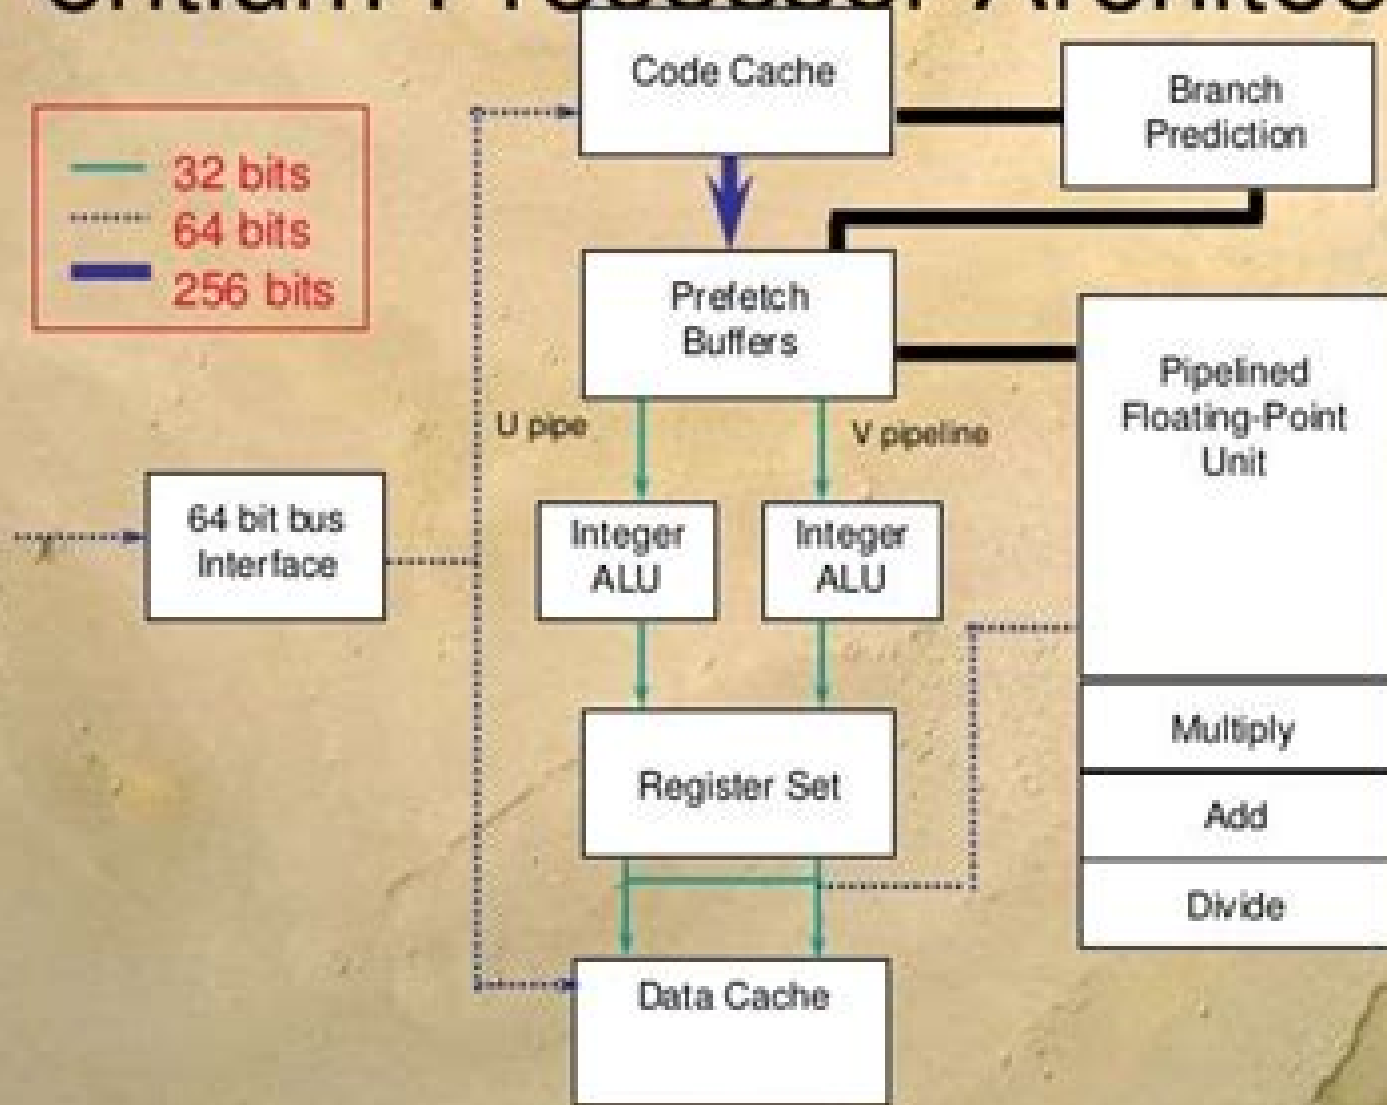 Code Cache
Branch
Prediction
32 bits
64 bits
256 bits
Prefetch
Buffers
Pipelined
Floating-Point
Unit
U pipe
V pipeline
64 bit bus
Interface
Integer
ALU
Integer
ALU
Multiply
Register Set
Add
Divide
Data Cache